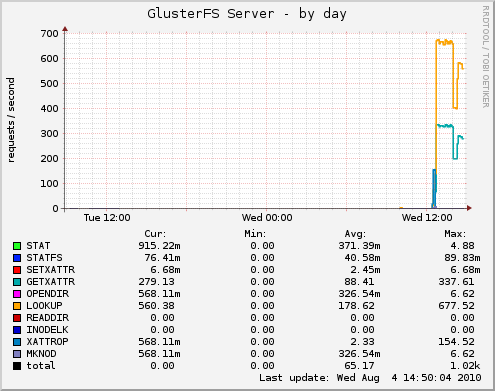 GlusterFS Server - by day
RRDTOOL / TOBI OETIKER
requests / second
700
600
500
400
300
200
100
0
Tue 12:00 Wed 00:00 Wed 12:00
Cur: Min: Avg: Max:
STAT 915.22m 0.00 371.39m 4.88
STATFS 76.41m 0.00 40.58m 89.83m
SETXATTR 6.68m 0.00 2.45m 6.68m
GETXATTR 279.13 0.00 88.41 337.61
OPENDIR 568.11m 0.00 326.54m 6.62
LOOKUP 560.38 0.00 178.62 677.52
READDIR 0.00 0.00 0.00 0.00
INODELK 0.00 0.00 0.00 0.00
XATTROP 568.11m 0.00 2.33 154.52
MKNOD 568.11m 0.00 326.54m 6.62
total 0.00 0.00 65.17 1.02k
Last update: Wed Aug 4 14:50:04 2010